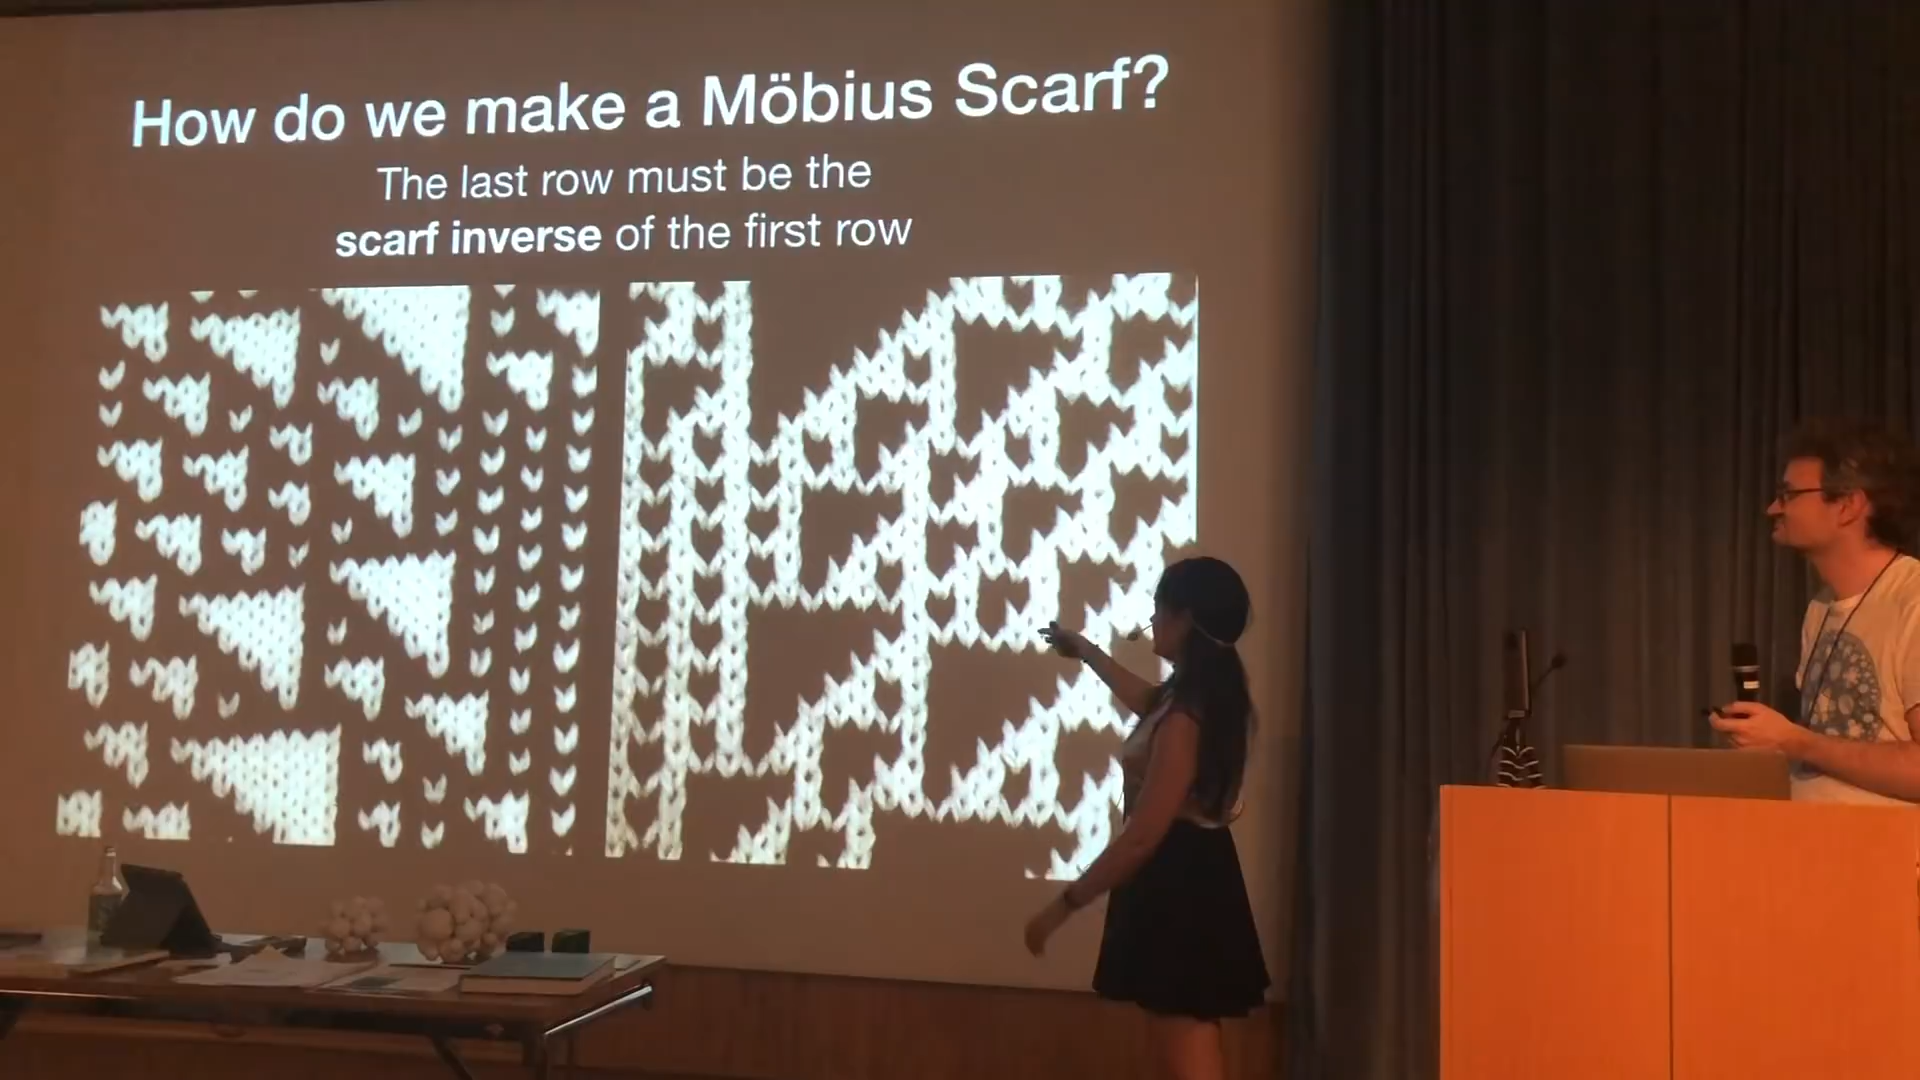 How do we make a Möbius Scarf?
The last row must be the
scarf inverse of the first row